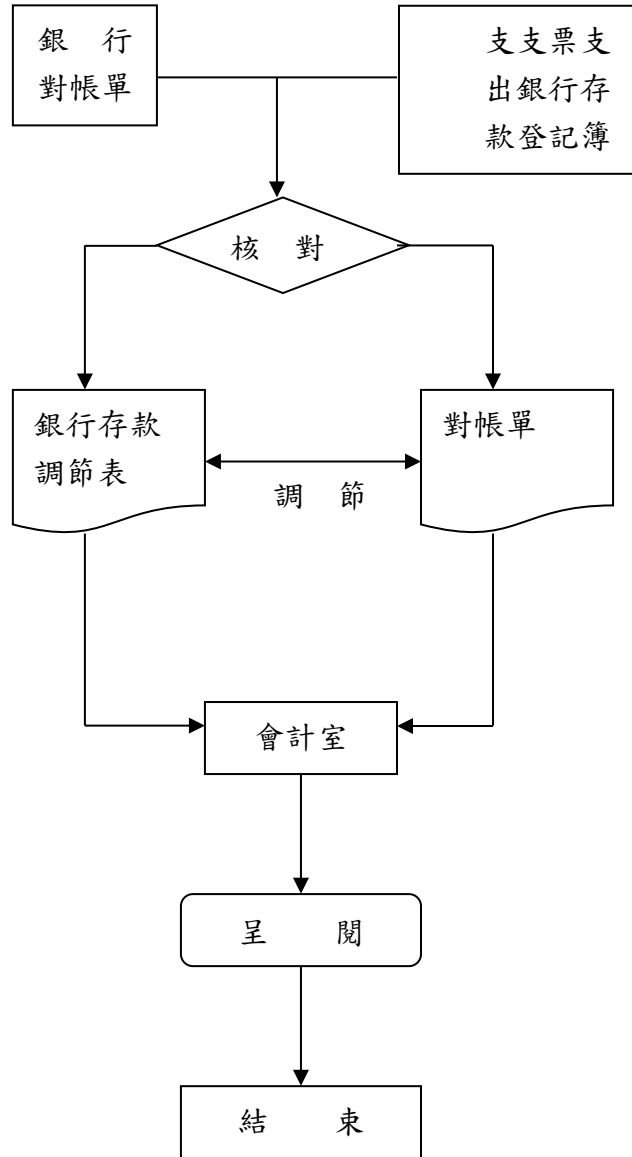 銀　行
對帳單
支支票支
出銀行存
款登記簿
核　對
銀行存款
調節表
對帳單
調　節
會計室
呈　閱
結　束